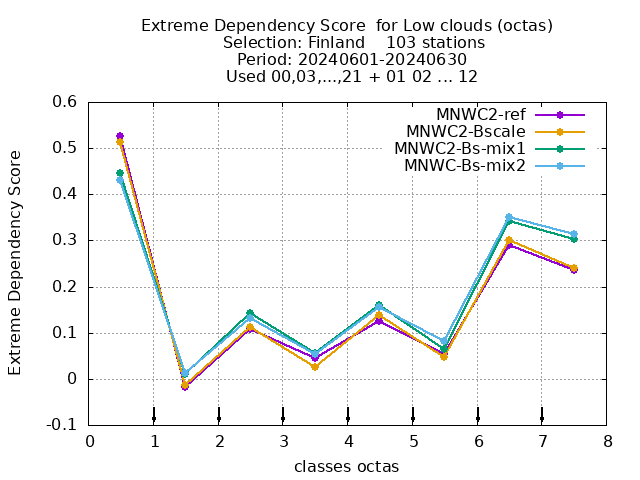 Extreme Dependency Score  for Low clouds (octas)
Selection: Finland    103 stations
Period: 20240601-20240630
Used 00,03,...,21 + 01 02 ... 12
MNWC2-ref
MNWC2-Bscale
MNWC2-Bs-mix1
MNWC-Bs-mix2
Extreme Dependency Score
0.6
0.5
0.4
0.3
0.2
0.1
0
-0.1
0 1 2 3 4 5 6 7 8
classes octas